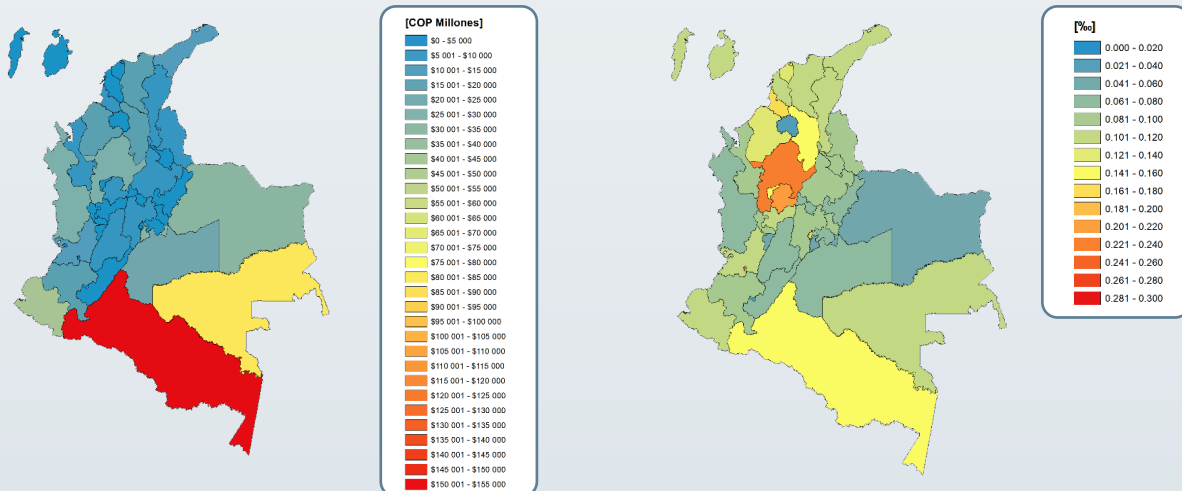 [COP Millones]
$0 - $5 000
$5 001 - $10 000
$10 001 - $15 000
$15 001 - $20 000
$20 001 - $25 000
$25 001 - $30 000
$30 001 - $35 000
$35 001 - $40 000
$40 001 - $45 000
$45 001 - $50 000
$50 001 - $55 000
$55 001 - $60 000
$60 001 - $65 000
$65 001 - $70 000
$70 001 - $75 000
$75 001 - $80 000
$80 001 - $85 000
$85 001 - $90 000
$90 001 - $95 000
$95 001 - $100 000
$100 001 - $105 000
$105 001 - $110 000
$110 001 - $115 000
$115 001 - $120 000
$120 001 - $125 000
$125 001 - $130 000
$130 001 - $135 000
$135 001 - $140 000
$140 001 - $145 000
$145 001 - $150 000
$150 001 - $155 000
[‰]
0.000 - 0.020
0.021 - 0.040
0.041 - 0.060
0.061 - 0.080
0.081 - 0.100
0.101 - 0.120
0.121 - 0.140
0.141 - 0.160
0.161 - 0.180
0.181 - 0.200
0.201 - 0.220
0.221 - 0.240
0.241 - 0.260
0.261 - 0.280
0.281 - 0.300